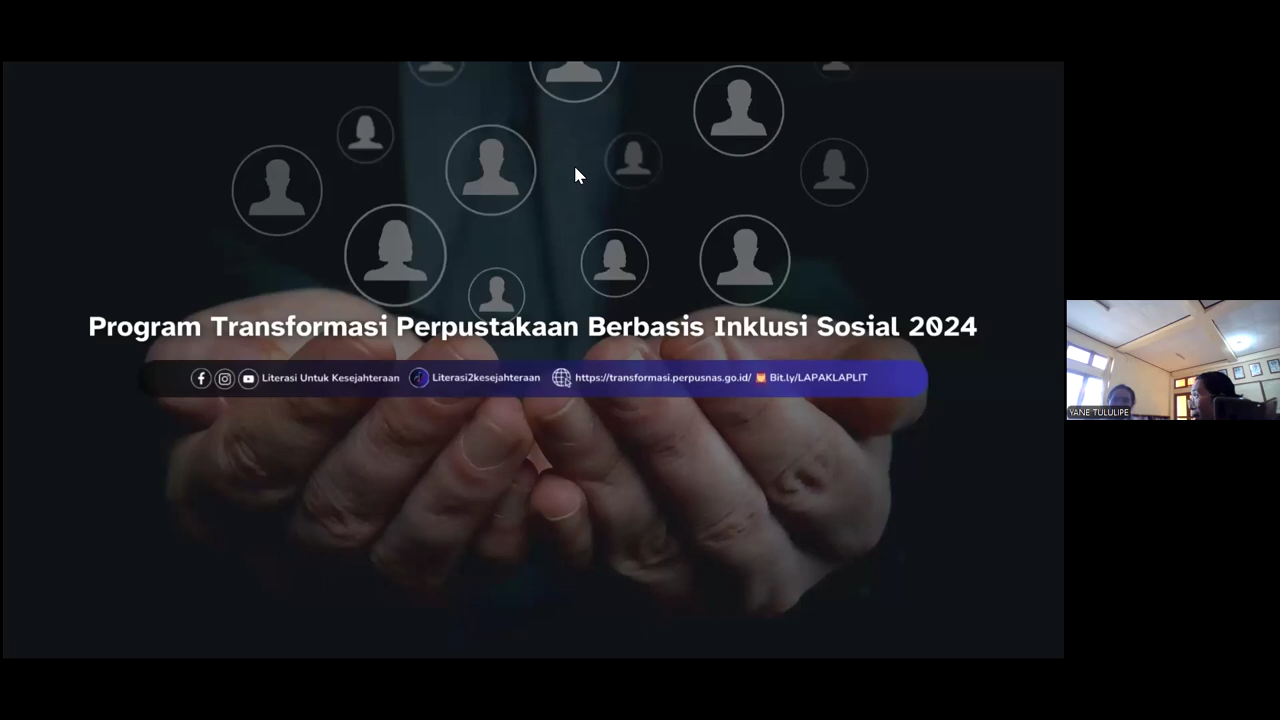 Program Transformasi Perpustakaan Berbasis Inklusi Sosial 2024
Literasi Untuk Kesejahteraan Literasi2kesejahteraan https://transformasi.perpusnas.go.id/ Bit.ly/LAPAKLAPLIT
YANE TULULIPE